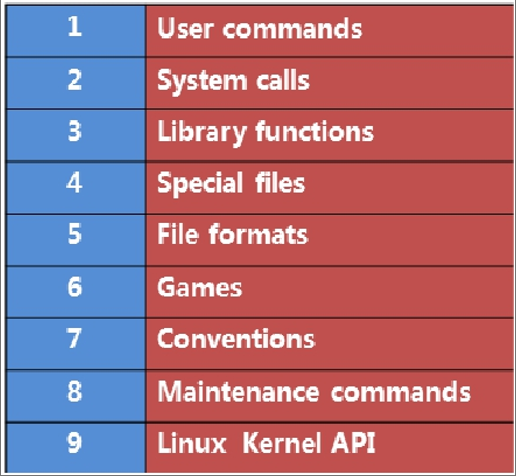 1 User commands
2 System calls
3 Library functions
4 Special files
5 File formats
6 Games
7 Conventions
8 Maintenance commands
9 Linux Kernel API